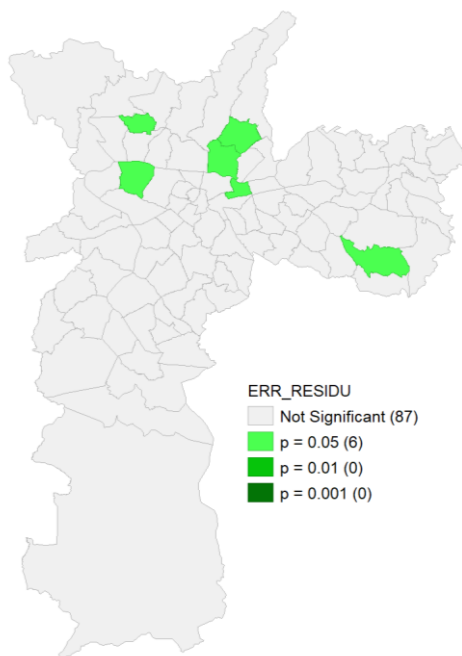 ERR_RESIDU
Not Significant (87)
p = 0.05 (6)
p = 0.01 (0)
p = 0.001 (0)